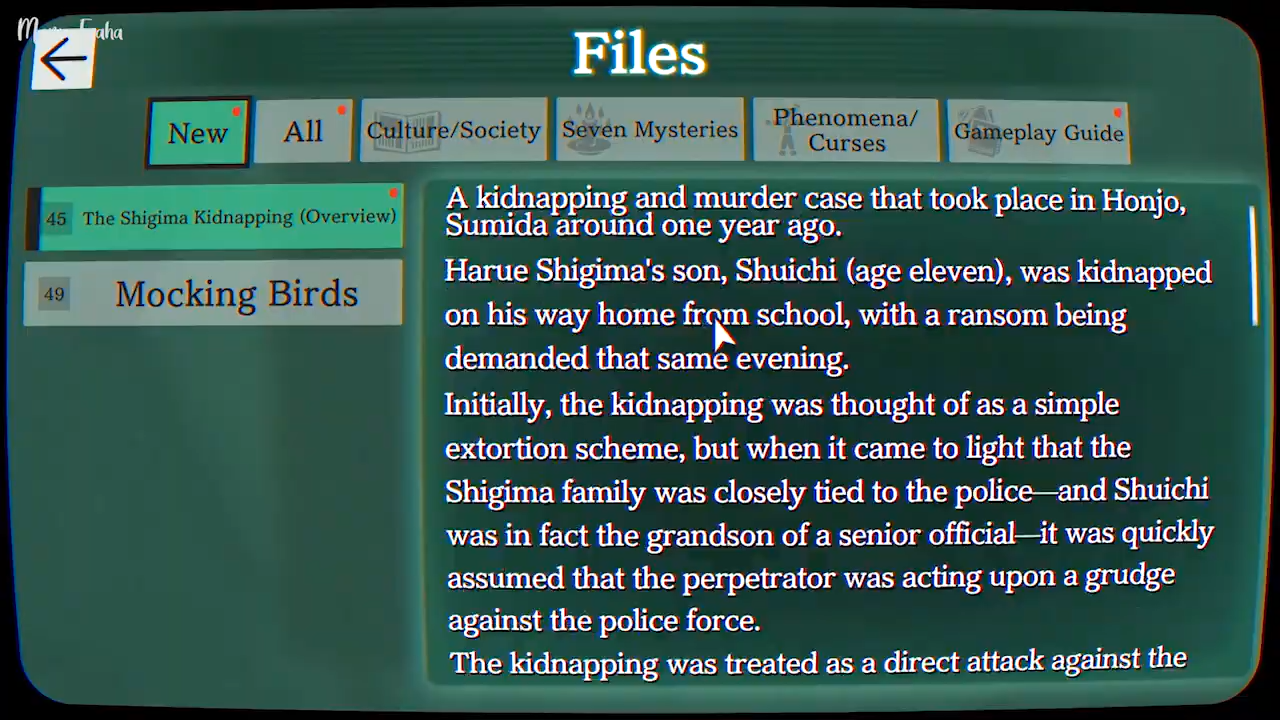 Files
New
All
Culture/Society
Seven Mysteries
Phenomena/
Curses
Gameplay Guide
45 The Shigima Kidnapping (Overview)
49 Mocking Birds
A kidnapping and murder case that took place in Honjo,
Sumida around one year ago.
Harue Shigima's son, Shuichi (age eleven), was kidnapped
on his way home from school, with a ransom being
demanded that same evening.
Initially, the kidnapping was thought of as a simple
extortion scheme, but when it came to light that the
Shigima family was closely tied to the police—and Shuichi
was in fact the grandson of a senior official—it was quickly
assumed that the perpetrator was acting upon a grudge
against the police force.
The kidnapping was treated as a direct attack against the